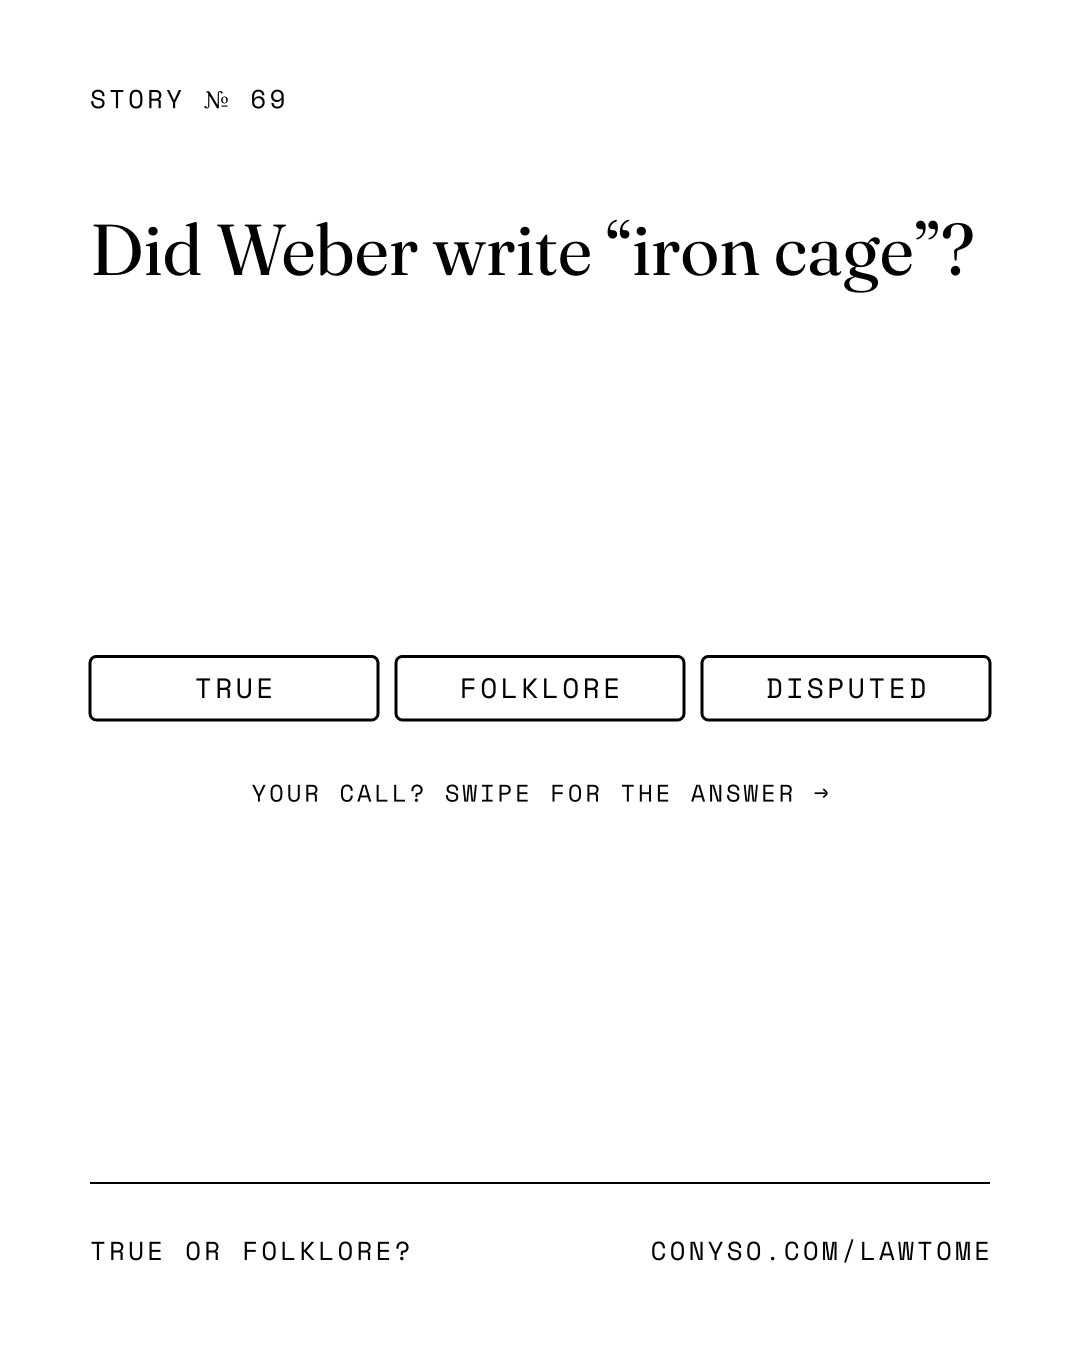 STORY № 69
Did Weber write “iron cage”?
TRUE
FOLKLORE
DISPUTED
YOUR CALL? SWIPE FOR THE ANSWER →
TRUE OR FOLKLORE?
CONYSO.COM/LAWTOME